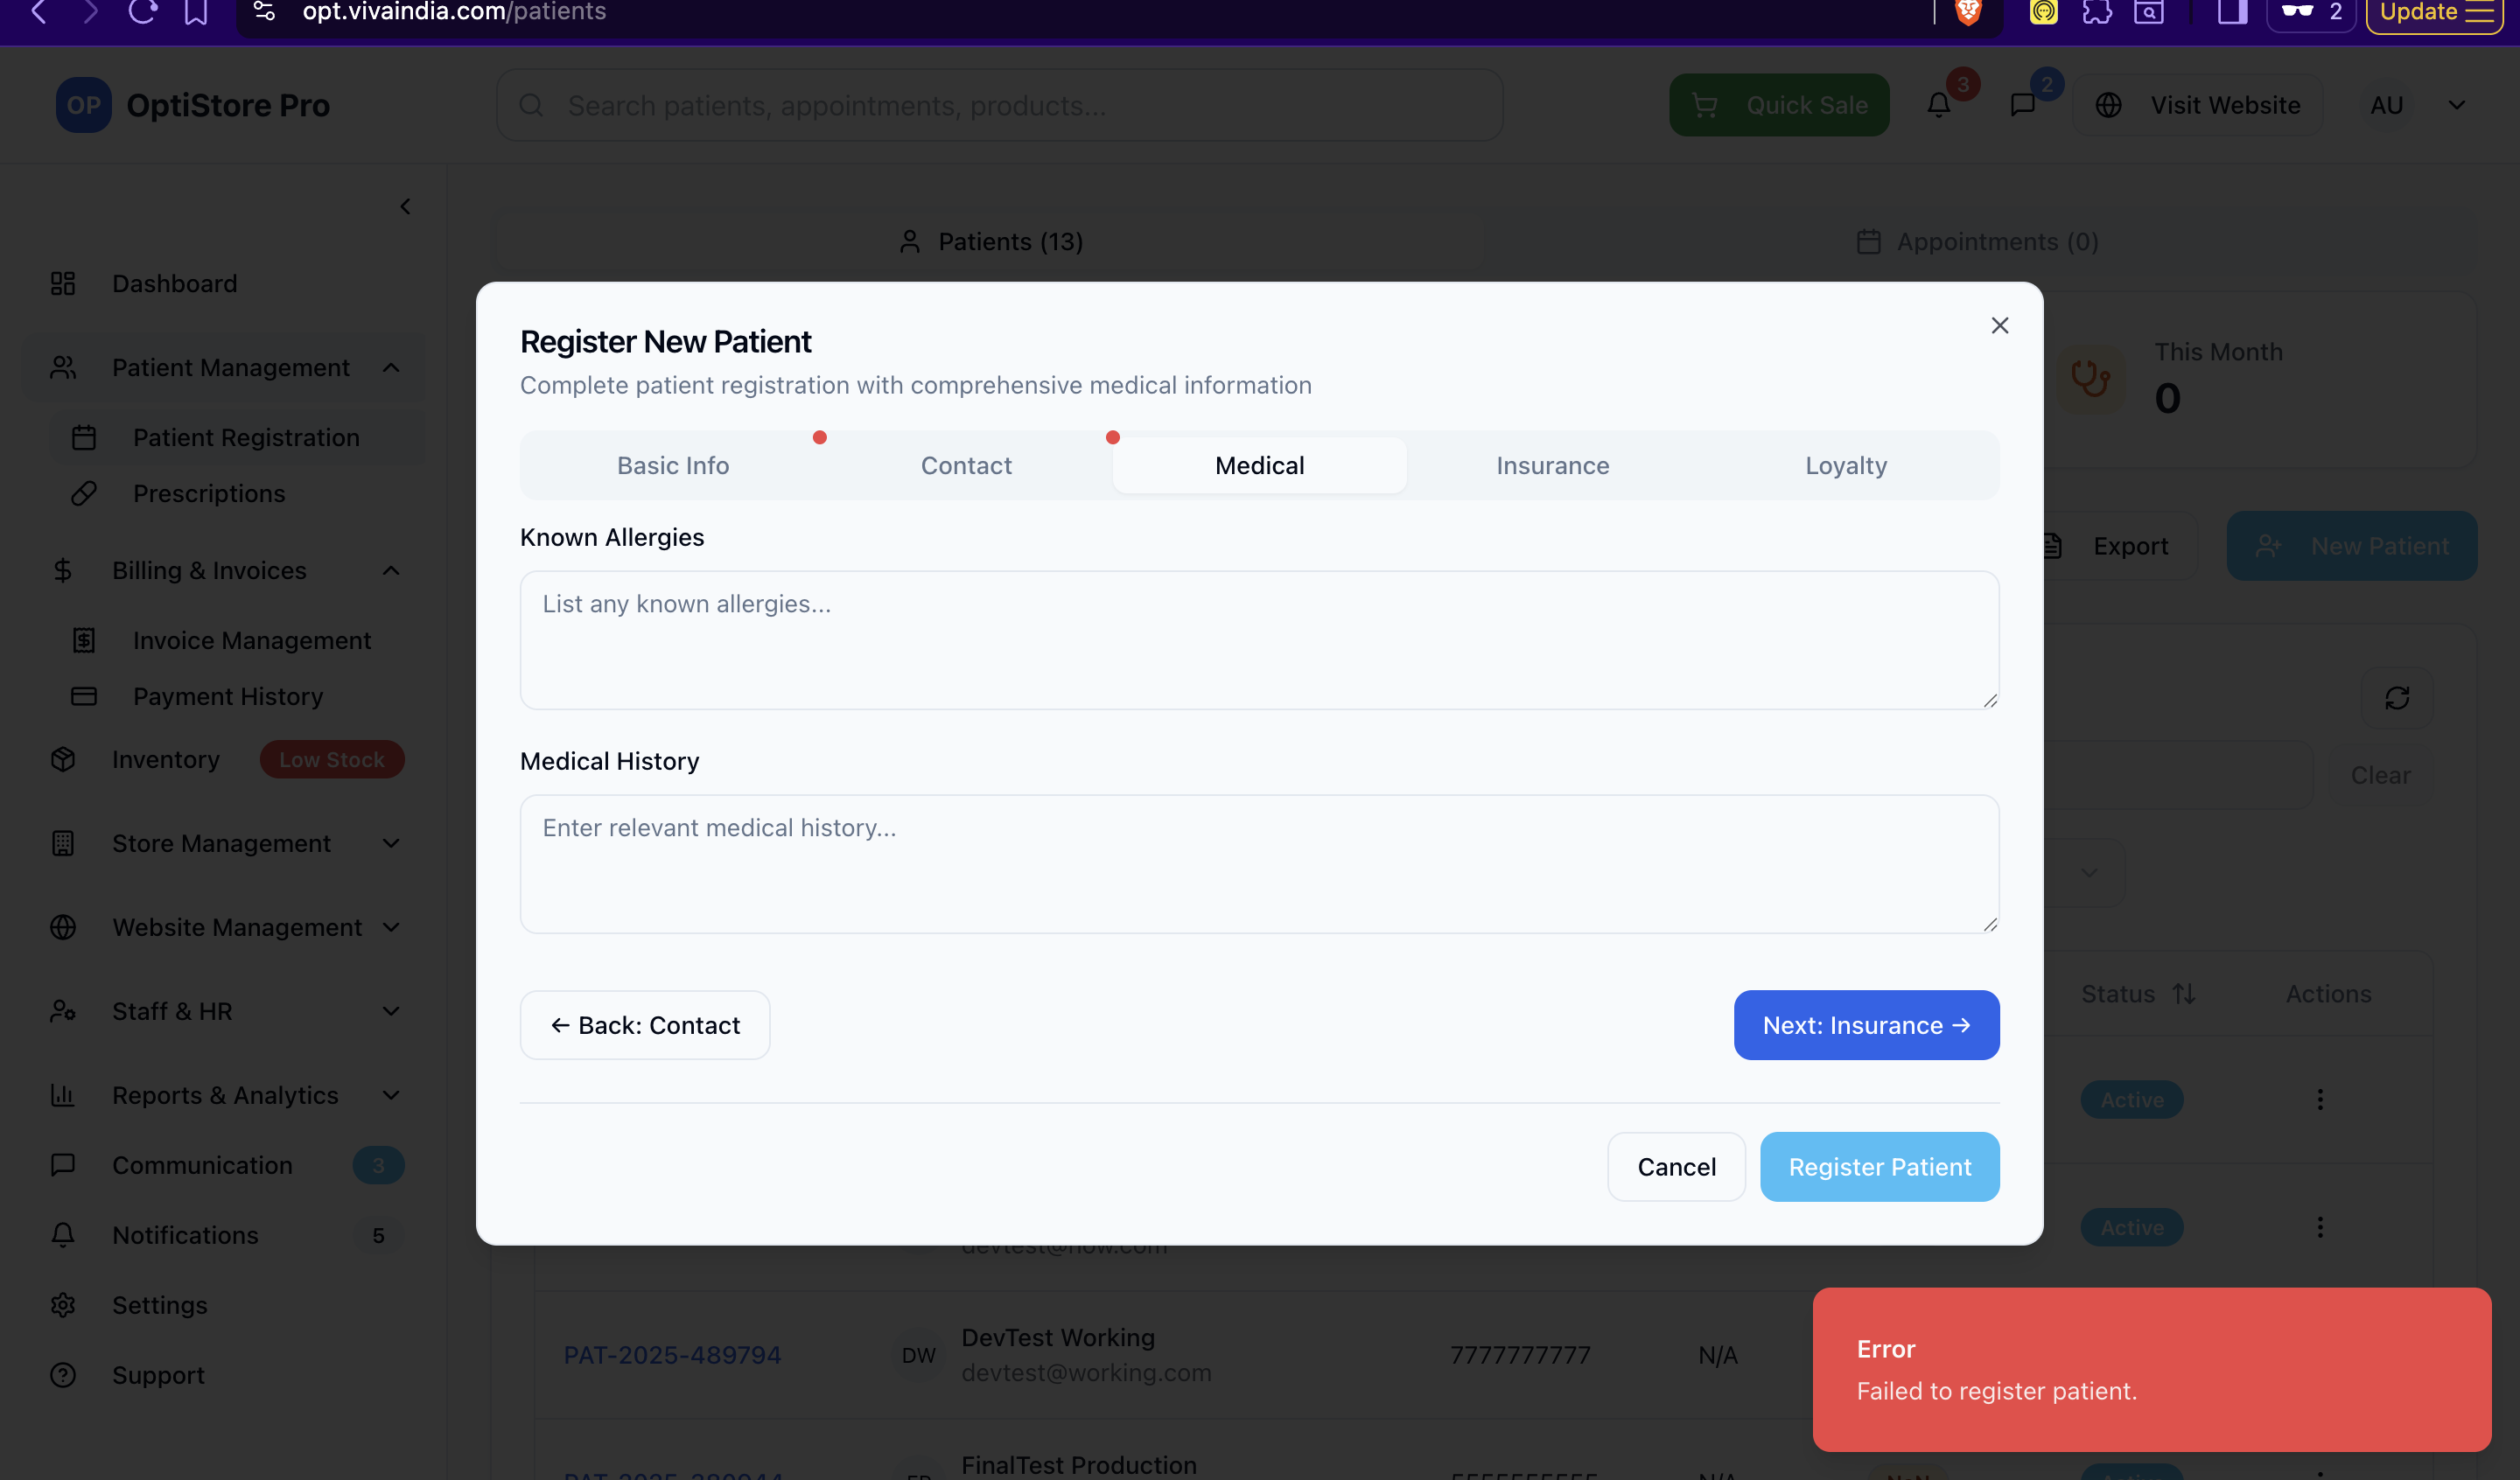 opt.vivaindia.com/patients
2
Update
OP OptiStore Pro
Search patients, appointments, products...
Quick Sale
3
2
Visit Website
AU
Dashboard
Patient Management
Patient Registration
Prescriptions
Billing & Invoices
Invoice Management
Payment History
Inventory
Low Stock
Store Management
Website Management
Staff & HR
Reports & Analytics
Communication
3
Notifications
5
Settings
Support
Patients (13)
Appointments (0)
This Month
0
Export
New Patient
Clear
Status
Actions
Active
Active
Register New Patient
Complete patient registration with comprehensive medical information
Basic Info
Contact
Medical
Insurance
Loyalty
Known Allergies
List any known allergies...
Medical History
Enter relevant medical history...
← Back: Contact
Next: Insurance →
Cancel
Register Patient
devtest@now.com
PAT-2025-489794
DW
DevTest Working
devtest@working.com
7777777777
N/A
FinalTest Production
Error
Failed to register patient.